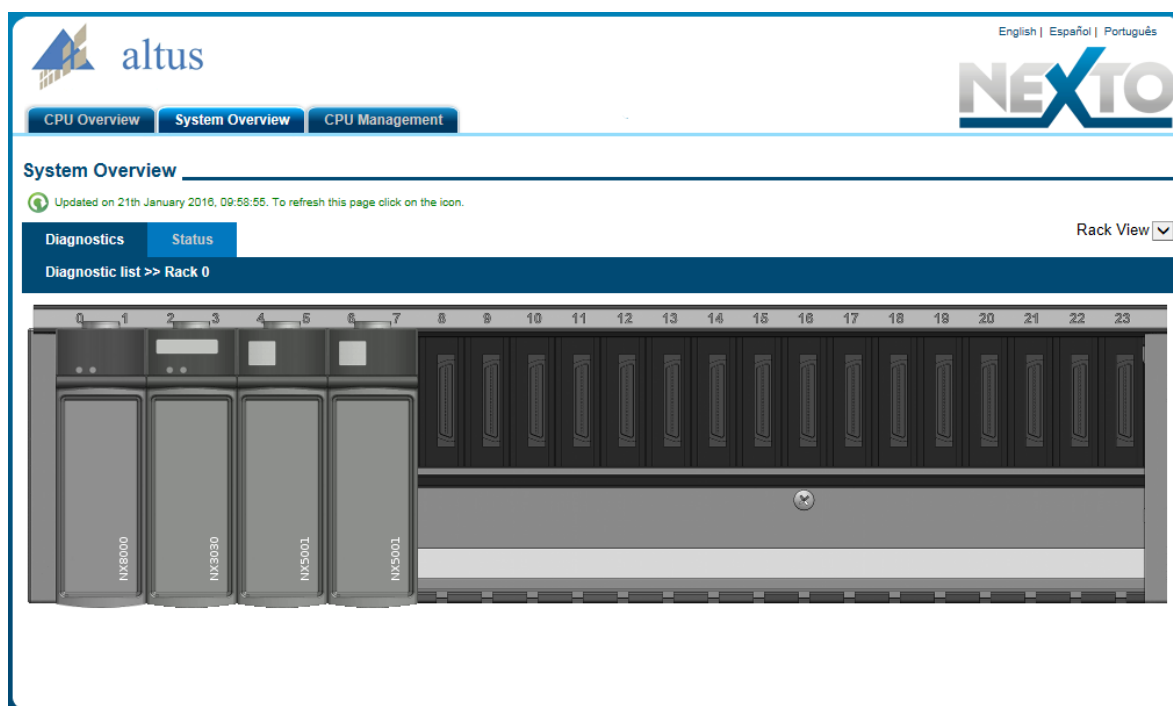 English | Español | Português
altus
NEXTO
CPU Overview System Overview CPU Management
System Overview
Updated on 21th January 2016, 09:58:55. To refresh this page click on the icon.
Rack View
Diagnostics Status
Diagnostic list >> Rack 0
0 1 2 3 4 5 6 7 8 9 10 11 12 13 14 15 16 17 18 19 20 21 22 23
NX8000 NX3030 NX5001 NX5001